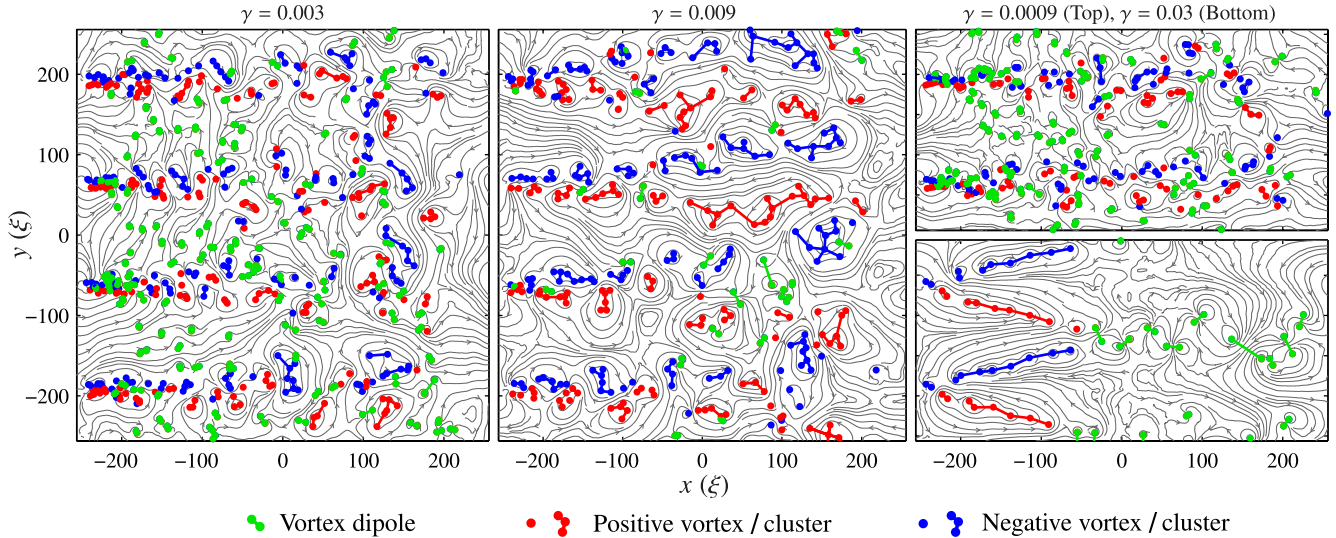 γ = 0.003
γ = 0.009
γ = 0.0009 (Top), γ = 0.03 (Bottom)
200
100
0
−100
−200
y (ξ)
−200 −100 0 100 200
−200 −100 0 100 200
−200 −100 0 100 200
x (ξ)
Vortex dipole
Positive vortex / cluster
Negative vortex / cluster